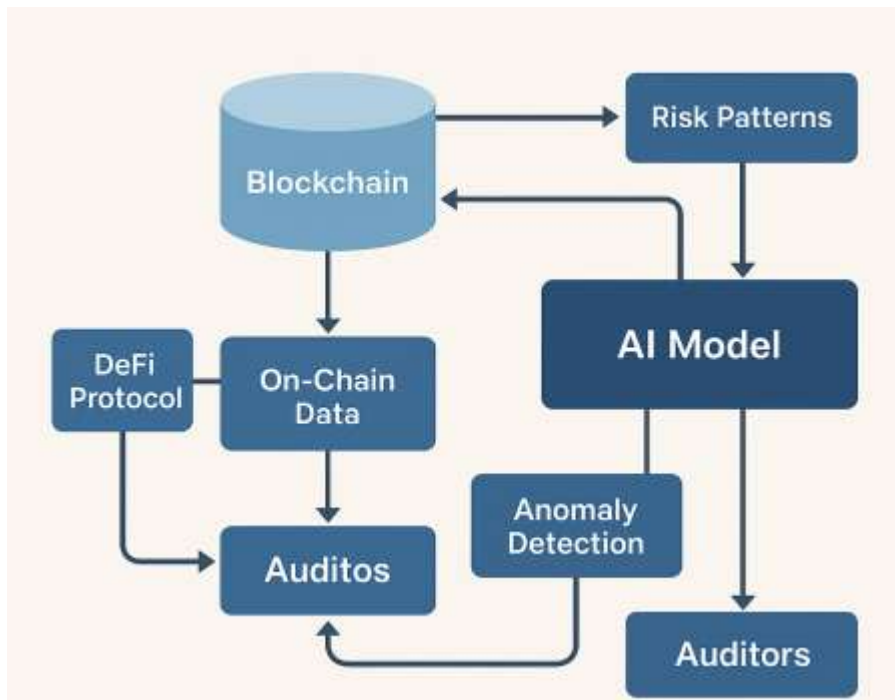 Blockchain
Risk Patterns
AI Model
DeFi
Protocol
On-Chain
Data
Anomaly
Detection
Auditos
Auditors